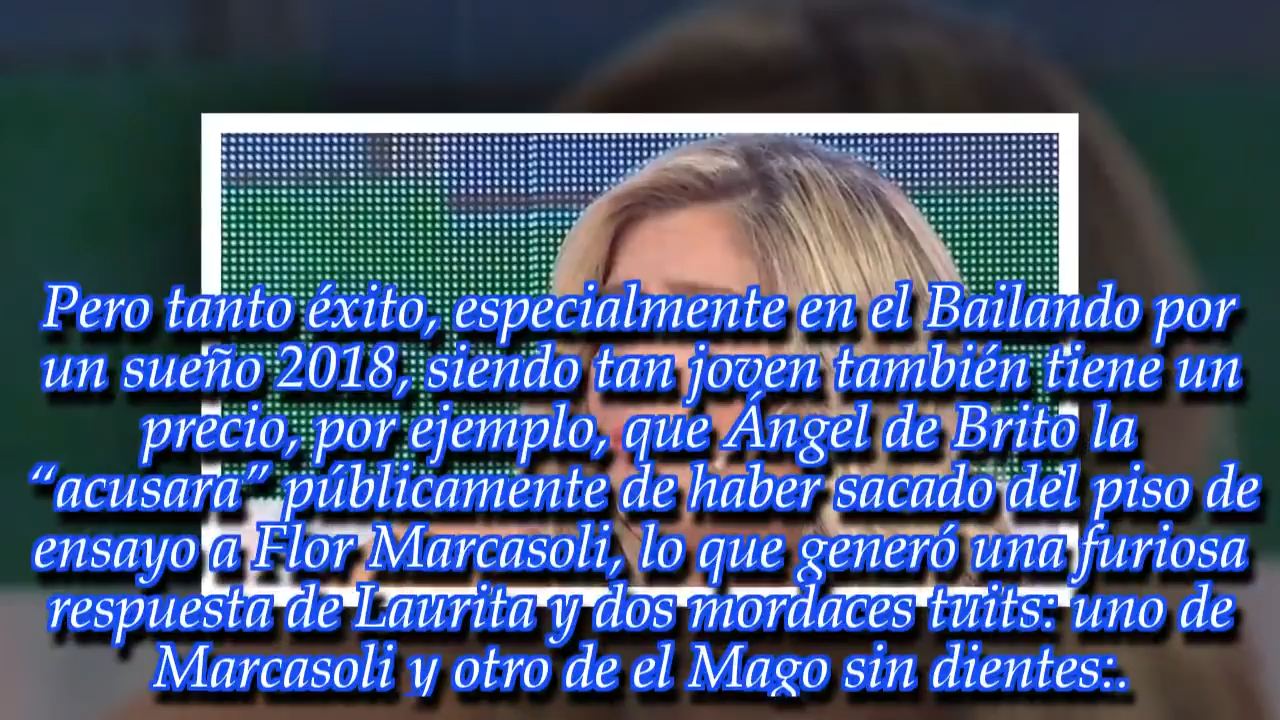 Pero tanto éxito, especialmente en el Bailando por
un sueño 2018, siendo tan joven también tiene un
precio, por ejemplo, que Ángel de Brito la
“acusara” públicamente de haber sacado del piso de
ensayo a Flor Marcasoli, lo que generó una furiosa
respuesta de Laurita y dos mordaces tuits: uno de
Marcasoli y otro de el Mago sin dientes:.